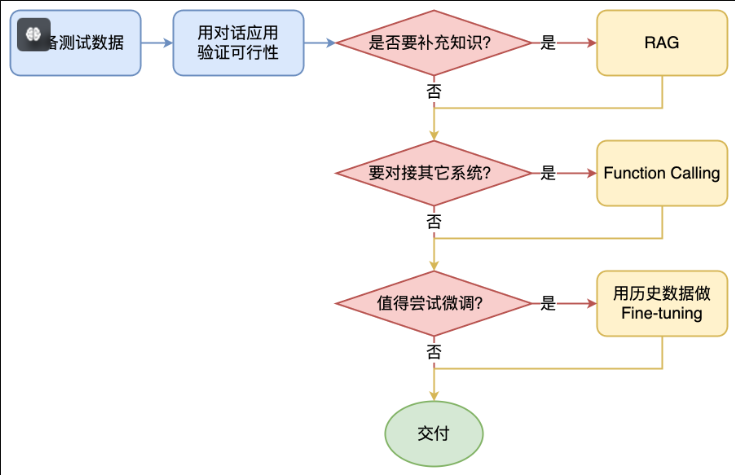 备测试数据
用对话应用
验证可行性
是否要补充知识?
是
RAG
否
要对接其它系统?
是
Function Calling
否
值得尝试微调?
是
用历史数据做
Fine-tuning
否
交付